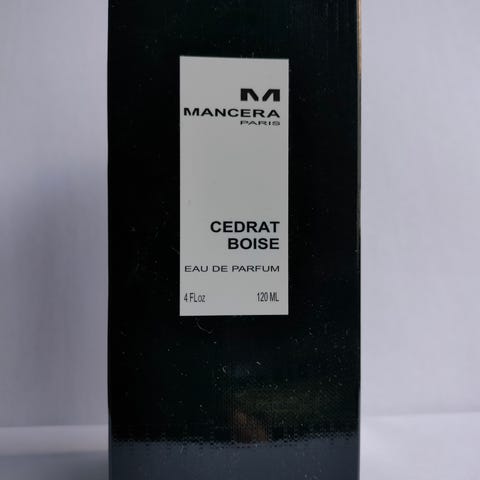 M
MANCERA
PARIS
CEDRAT
BOISE
EAU DE PARFUM
4 FLoz 120 ML